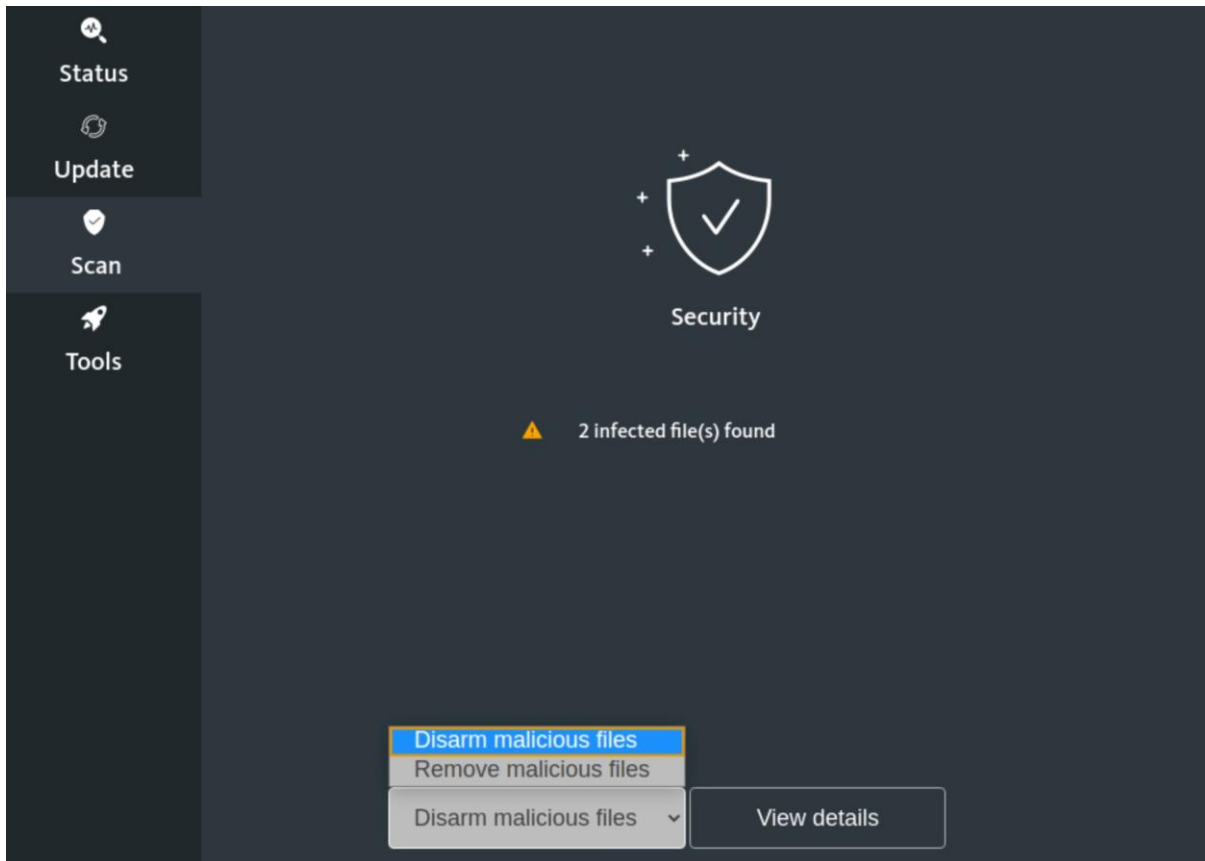 Status
Update
Scan
Tools
Security
2 infected file(s) found
Disarm malicious files
Remove malicious files
Disarm malicious files
View details